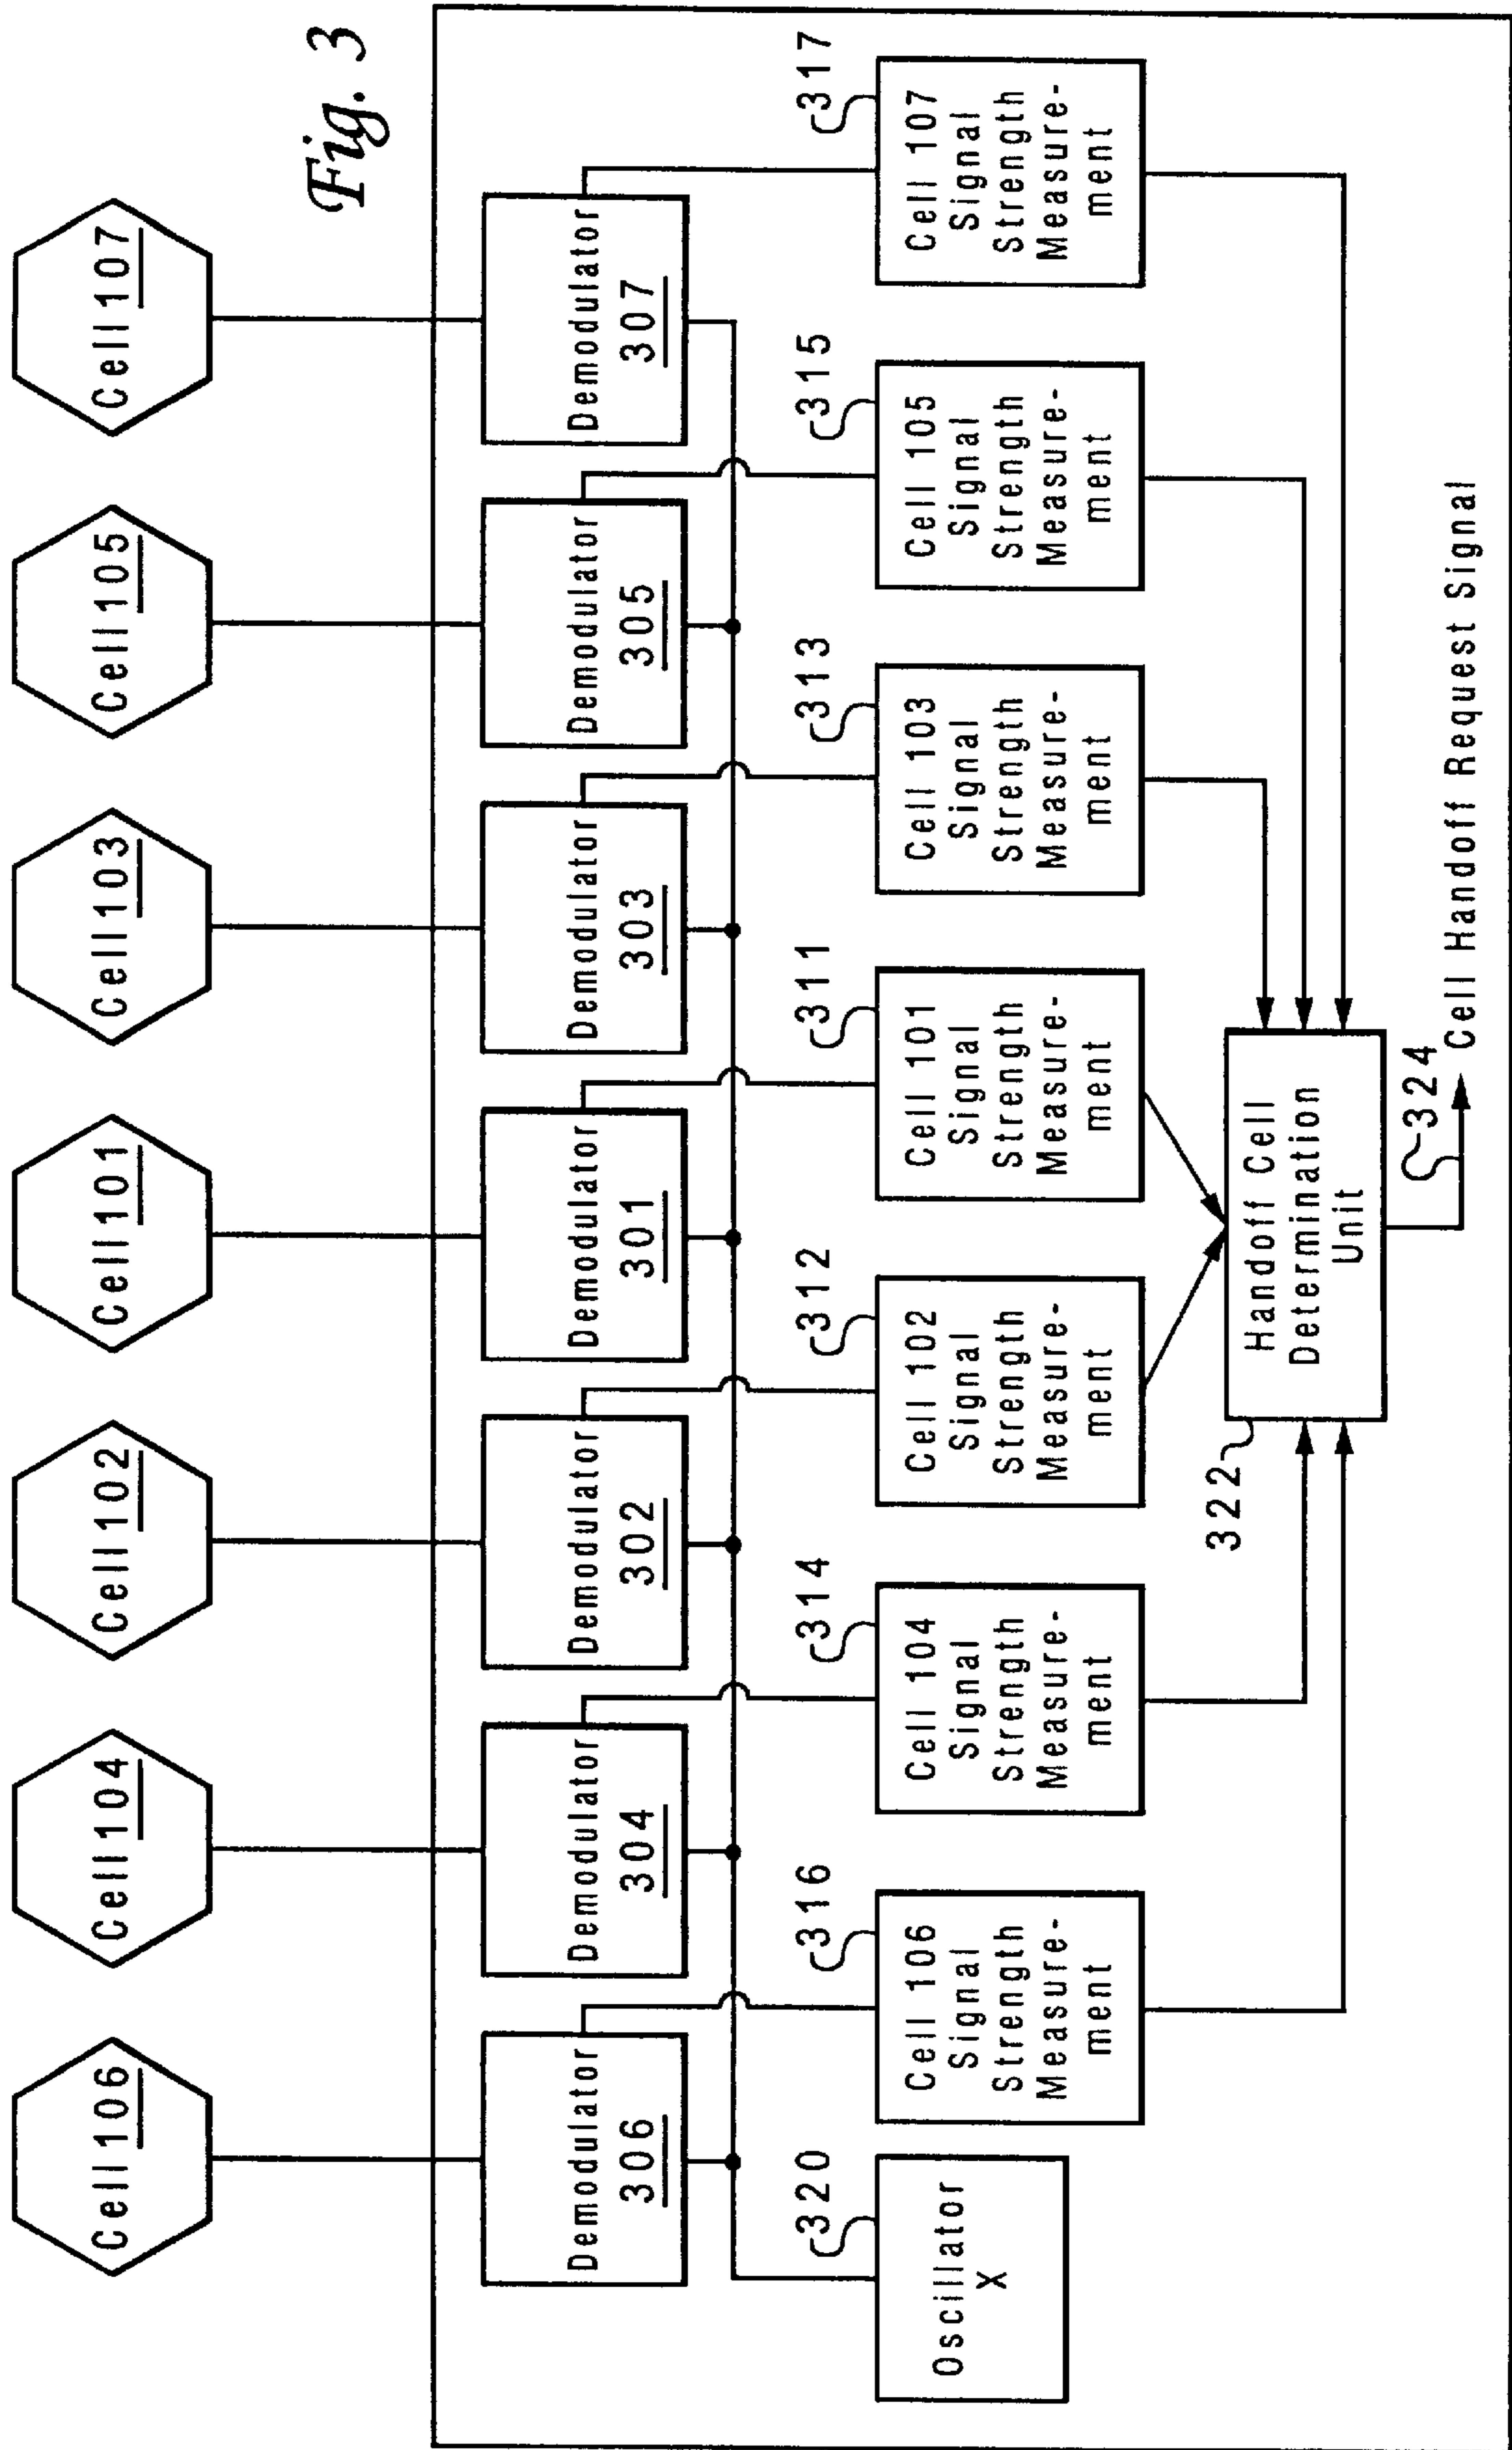 Fig. 3
Cell 106
Cell 104
Cell 102
Cell 101
Cell 103
Cell 105
Cell 107
Demodulator
306
Demodulator
304
Demodulator
302
Demodulator
301
Demodulator
303
Demodulator
305
Demodulator
307
320
316
314
312
311
313
315
317
Oscillator
X
Cell 106
Signal
Strength
Measure-
ment
Cell 104
Signal
Strength
Measure-
ment
Cell 102
Signal
Strength
Measure-
ment
Cell 101
Signal
Strength
Measure-
ment
Cell 103
Signal
Strength
Measure-
ment
Cell 105
Signal
Strength
Measure-
ment
Cell 107
Signal
Strength
Measure-
ment
322
Handoff Cell
Determination
Unit
324
Cell Handoff Request Signal